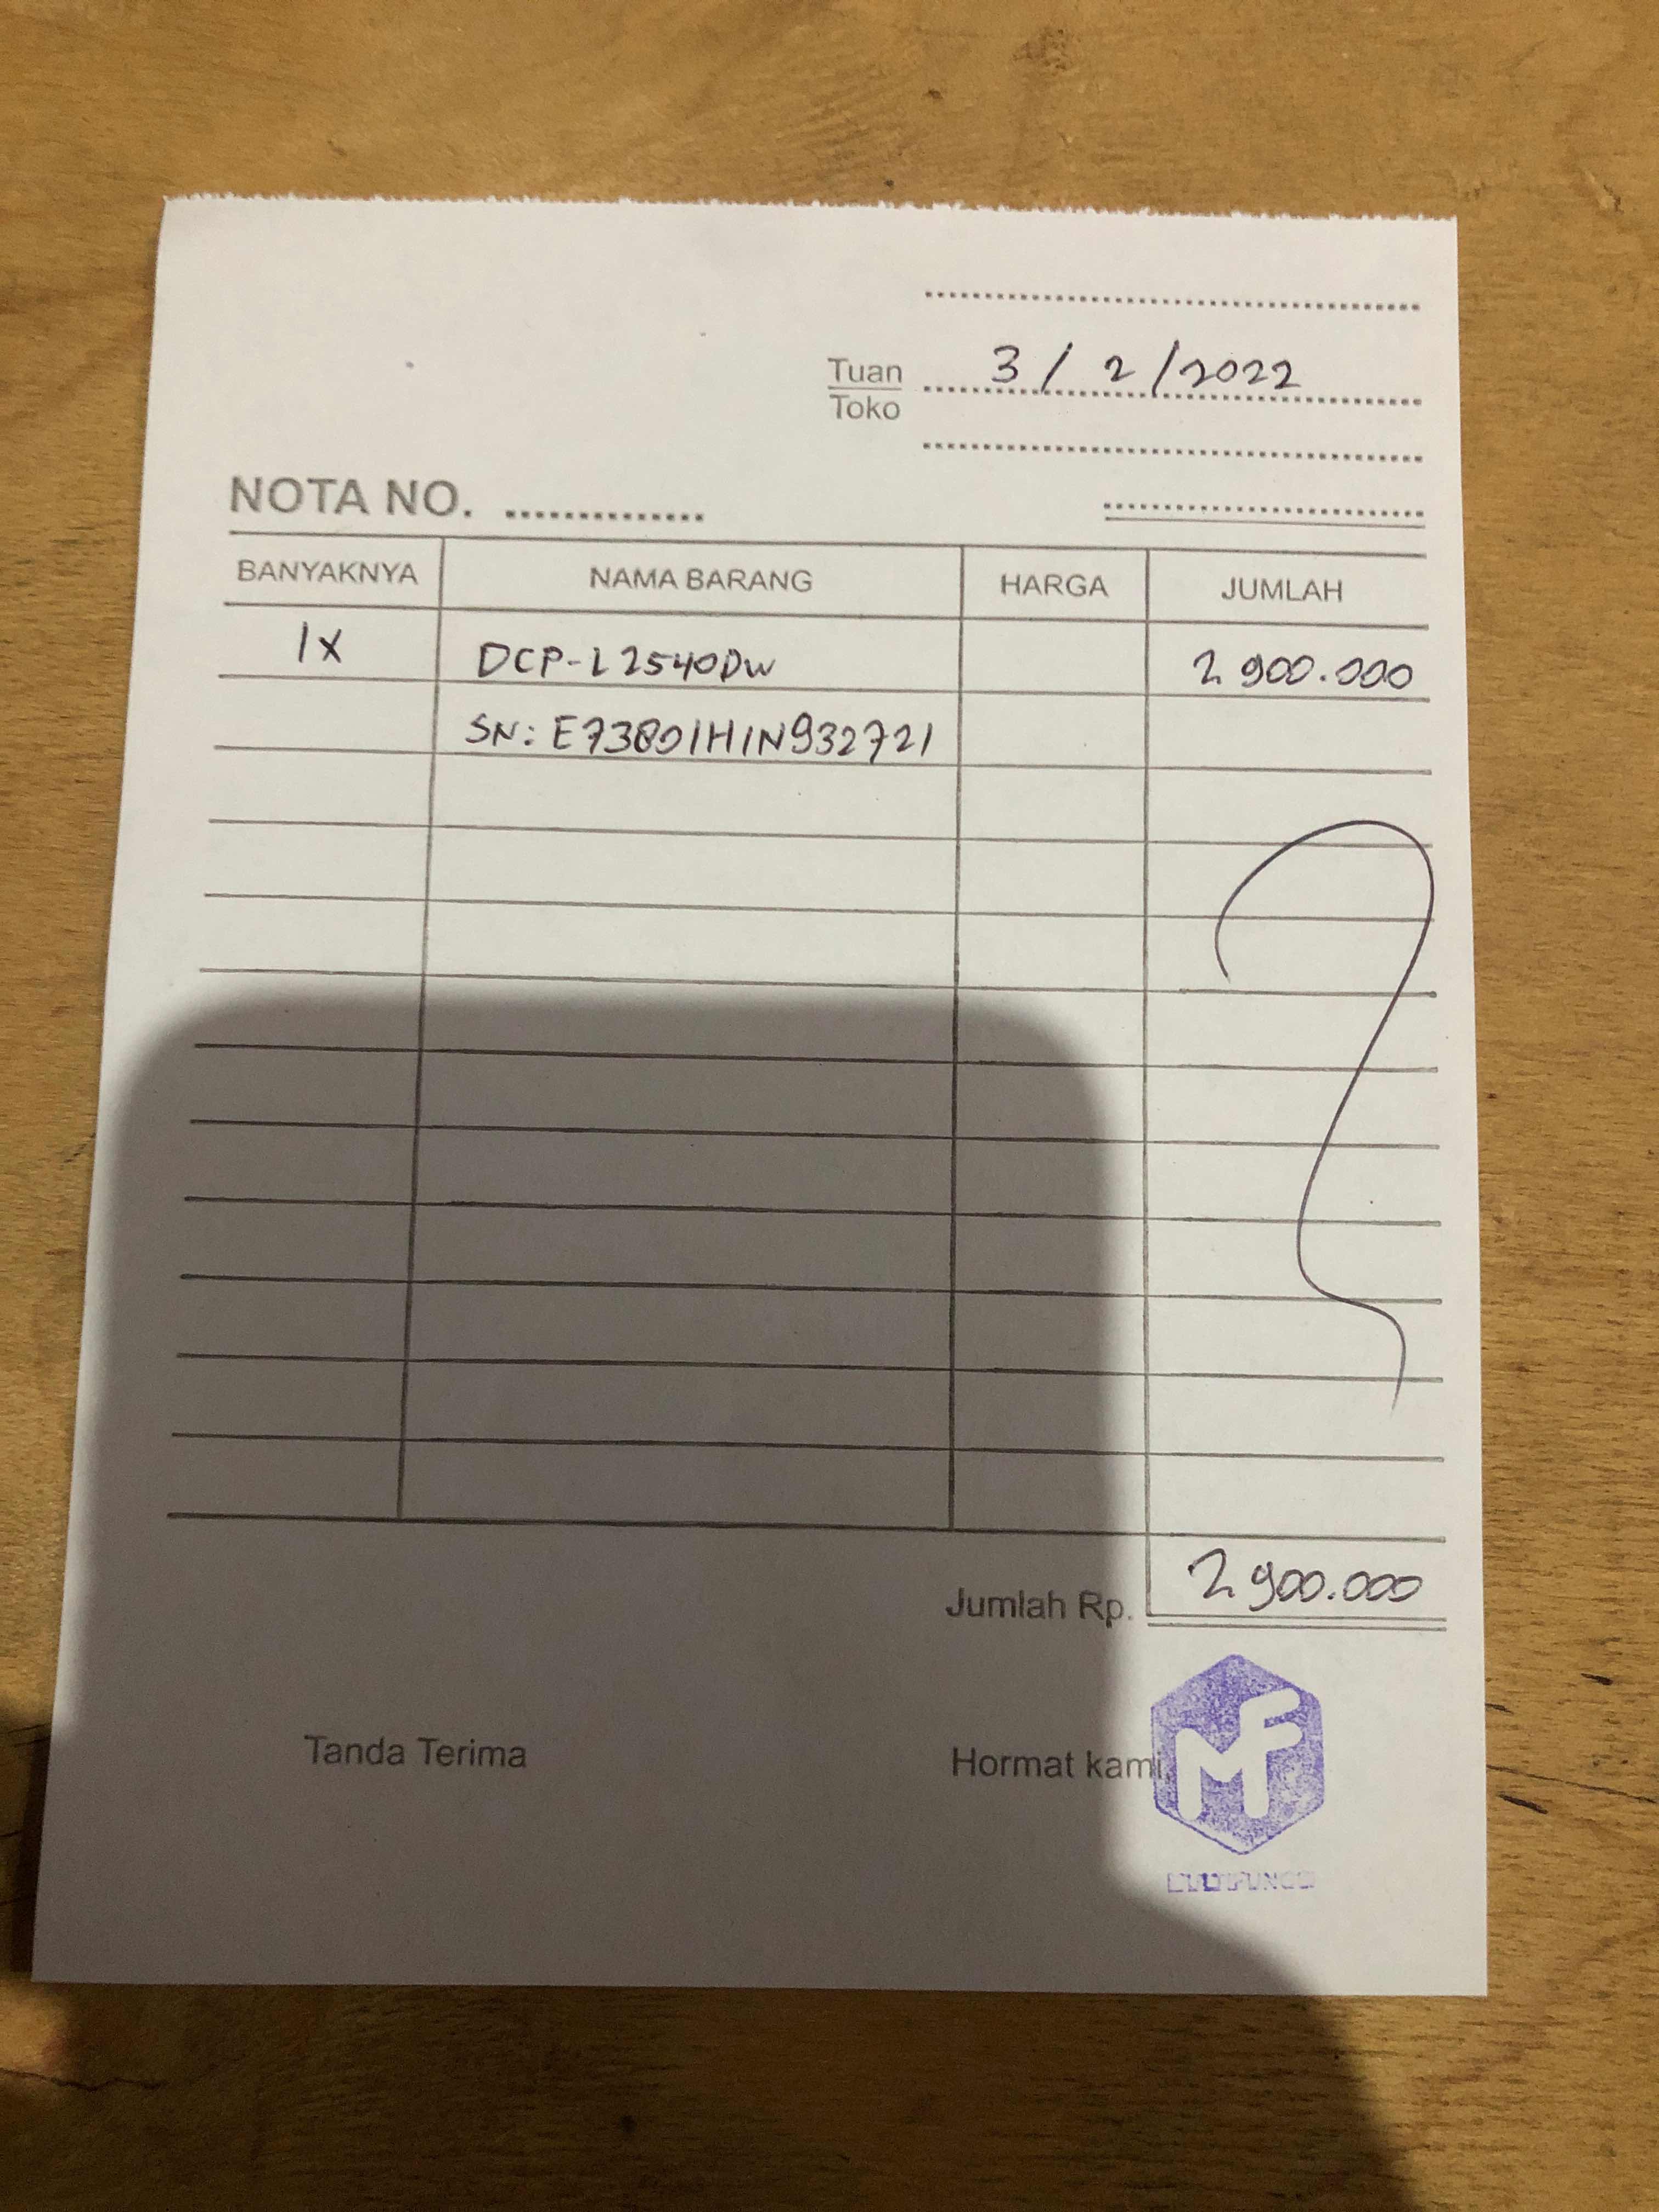 3/2/2022
Tuan
Toko
NOTA NO.
BANYAKNYA NAMA BARANG HARGA JUMLAH
1x DCP-L2540DW 2 900.000
SN: E73801H1N932721
Jumlah Rp. 2 900.000
Tanda Terima Hormat kami,
MF
MULTIFUNGSI